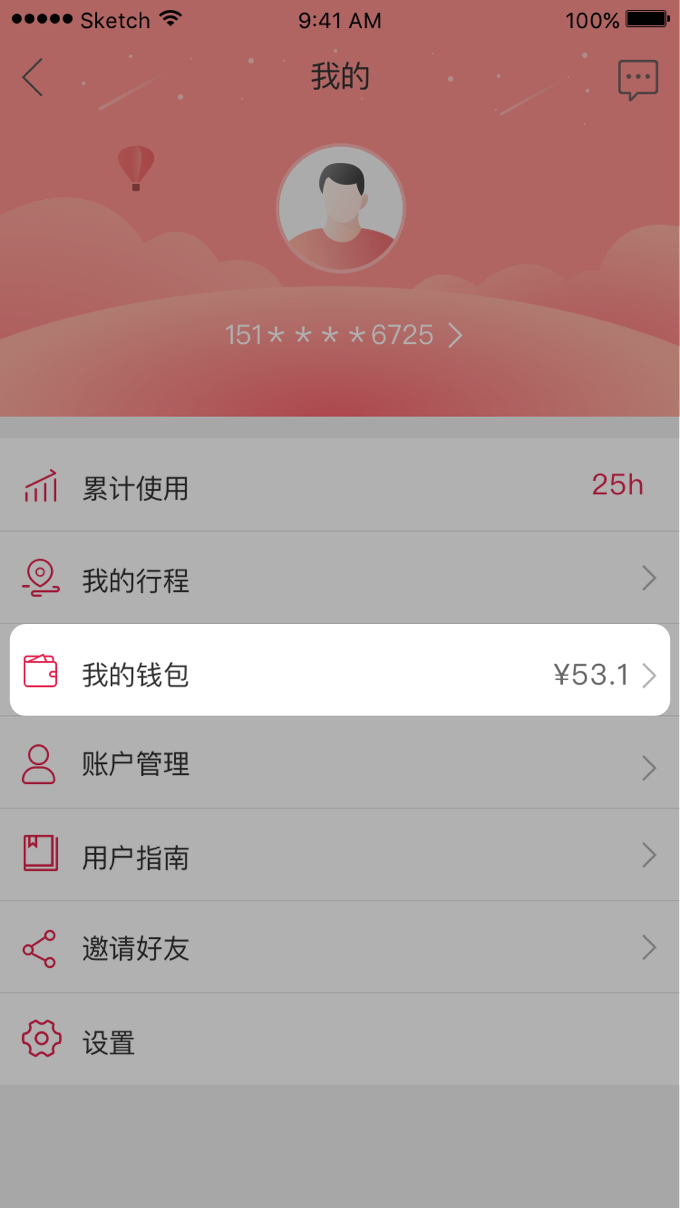 Sketch 9:41 AM 100%
我的
151＊＊＊＊6725
累计使用 25h
我的行程
我的钱包 ¥53.1
账户管理
用户指南
邀请好友
设置